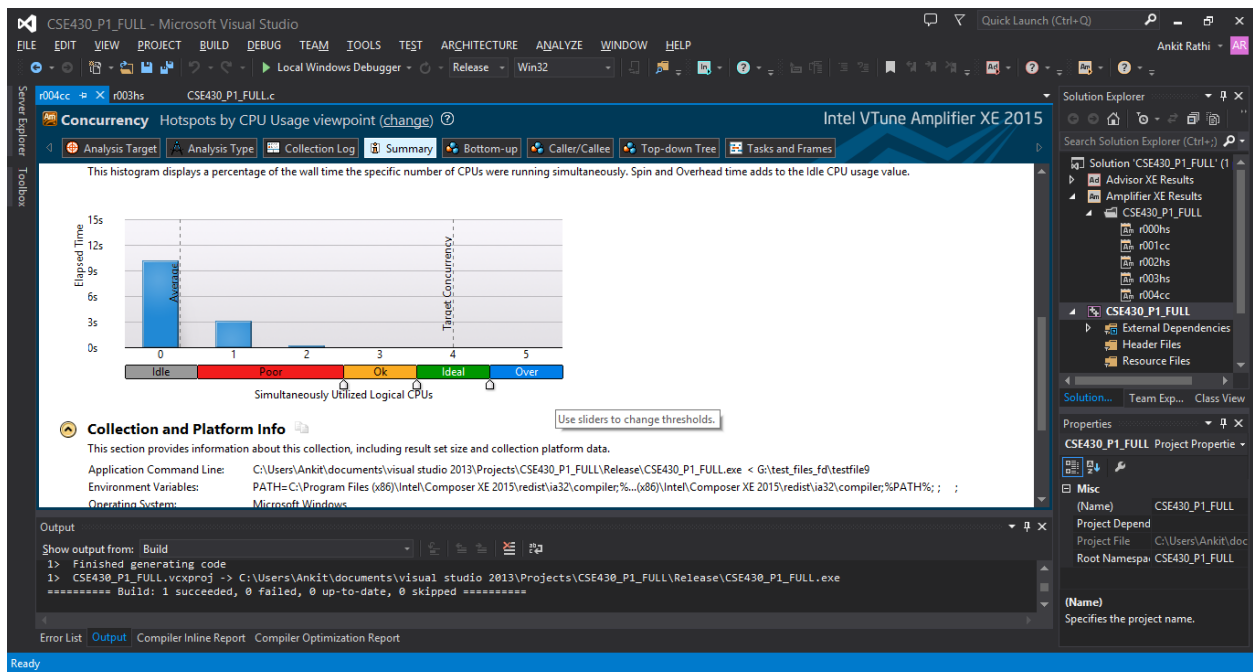 CSE430_P1_FULL - Microsoft Visual Studio
Quick Launch (Ctrl+Q)
FILE EDIT VIEW PROJECT BUILD DEBUG TEAM TOOLS TEST ARCHITECTURE ANALYZE WINDOW HELP
Ankit Rathi AR
Local Windows Debugger Release Win32
Server Explorer
Toolbox
r004cc r003hs CSE430_P1_FULL.c
Am Concurrency Hotspots by CPU Usage viewpoint (change) ?
Intel VTune Amplifier XE 2015
Analysis Target Analysis Type Collection Log Summary Bottom-up Caller/Callee Top-down Tree Tasks and Frames
This histogram displays a percentage of the wall time the specific number of CPUs were running simultaneously. Spin and Overhead time adds to the Idle CPU usage value.
Elapsed Time
15s
12s
9s
6s
3s
0s
Average
Target Concurrency
0 1 2 3 4 5
Idle Poor Ok Ideal Over
Simultaneously Utilized Logical CPUs
Use sliders to change thresholds.
Collection and Platform Info
This section provides information about this collection, including result set size and collection platform data.
Application Command Line: C:\Users\Ankit\documents\visual studio 2013\Projects\CSE430_P1_FULL\Release\CSE430_P1_FULL.exe < G:\test_files_fd\testfile9
Environment Variables: PATH=C:\Program Files (x86)\Intel\Composer XE 2015\redist\ia32\compiler;%...(x86)\Intel\Composer XE 2015\redist\ia32\compiler;%PATH%; ; ;
Operating System: Microsoft Windows
Output
Show output from: Build
1> Finished generating code
1> CSE430_P1_FULL.vcxproj -> C:\Users\Ankit\documents\visual studio 2013\Projects\CSE430_P1_FULL\Release\CSE430_P1_FULL.exe
========== Build: 1 succeeded, 0 failed, 0 up-to-date, 0 skipped ==========
Error List Output Compiler Inline Report Compiler Optimization Report
Ready
Solution Explorer
Search Solution Explorer (Ctrl+;)
Solution 'CSE430_P1_FULL' (1
Ad Advisor XE Results
Am Amplifier XE Results
CSE430_P1_FULL
Am r000hs
Am r001cc
Am r002hs
Am r003hs
Am r004cc
CSE430_P1_FULL
External Dependencies
Header Files
Resource Files
Solution... Team Exp... Class View
Properties
CSE430_P1_FULL Project Propertie
Misc
(Name) CSE430_P1_FULL
Project Depend
Project File C:\Users\Ankit\doc
Root Namespa CSE430_P1_FULL
(Name)
Specifies the project name.